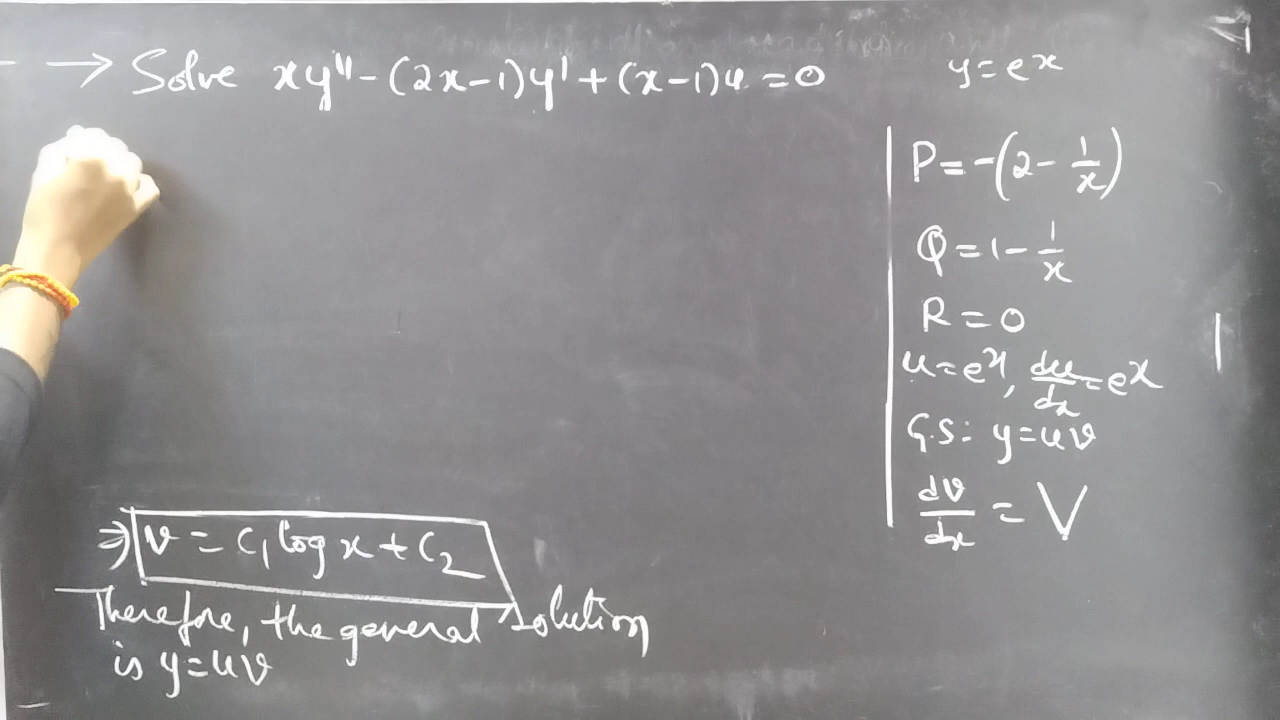 → Solve xy'' - (2x-1)y' + (x-1)y = 0
y = e^x
P = -(2 - 1/x)
Q = 1 - 1/x
R = 0
u = e^x, du/dx = e^x
G.S: y = uv
dv/dx = V
⇒ v = c₁ log x + c₂
Therefore, the general solution
is y = uv